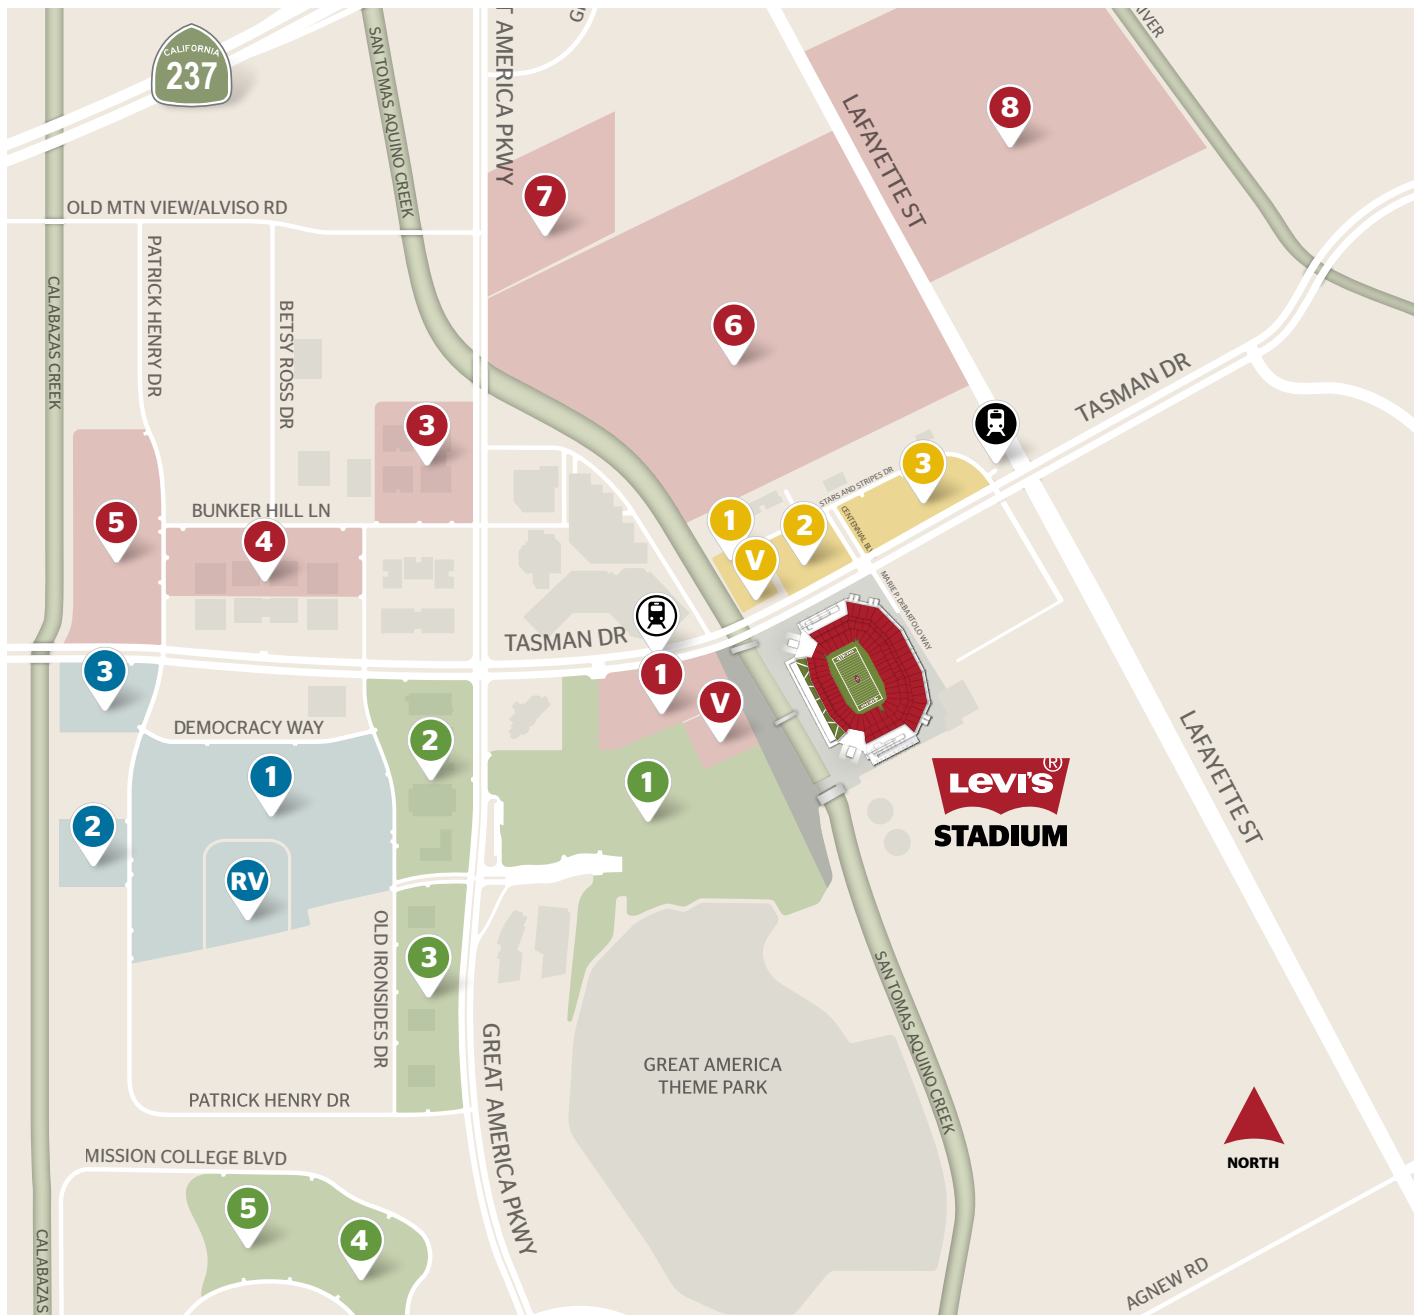 CALIFORNIA
237
SAN TOMAS AQUINO CREEK
T AMERICA PKWY
G
IVER
8
LAFAYETTE ST
7
OLD MTN VIEW/ALVISO RD
PATRICK HENRY DR
CALABAZAS CREEK
BETSY ROSS DR
6
TASMAN DR
3
3
STARS AND STRIPES DR
5
BUNKER HILL LN
4
1
2
CENTENNIAL BL
V
MARIE P. DEBARTOLO WAY
TASMAN DR
3
1
V
DEMOCRACY WAY
2
1
1
LEVI'S
®
STADIUM
LAFAYETTE ST
2
RV
OLD IRONSIDES DR
3
SAN TOMAS AQUINO CREEK
GREAT AMERICA PKWY
GREAT AMERICA
THEME PARK
PATRICK HENRY DR
NORTH
MISSION COLLEGE BLVD
5
4
CALABAZAS
AGNEW RD